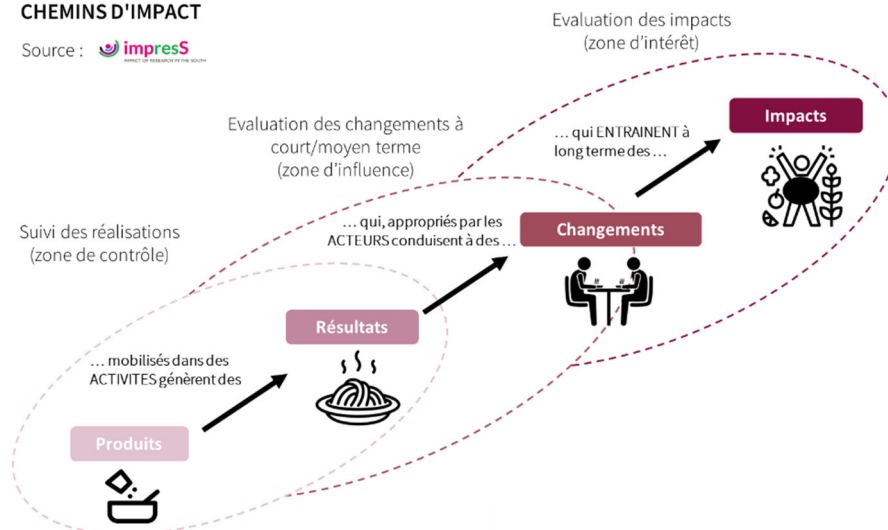 CHEMINS D'IMPACT
Source : impresS
IMPACT OF RESEARCH IN THE SOUTH
Evaluation des impacts
(zone d'intérêt)
Impacts
… qui ENTRAINENT à
long terme des …
Evaluation des changements à
court/moyen terme
(zone d'influence)
… qui, appropriés par les
ACTEURS conduisent à des …
Changements
Suivi des réalisations
(zone de contrôle)
Résultats
… mobilisés dans des
ACTIVITES génèrent des
Produits